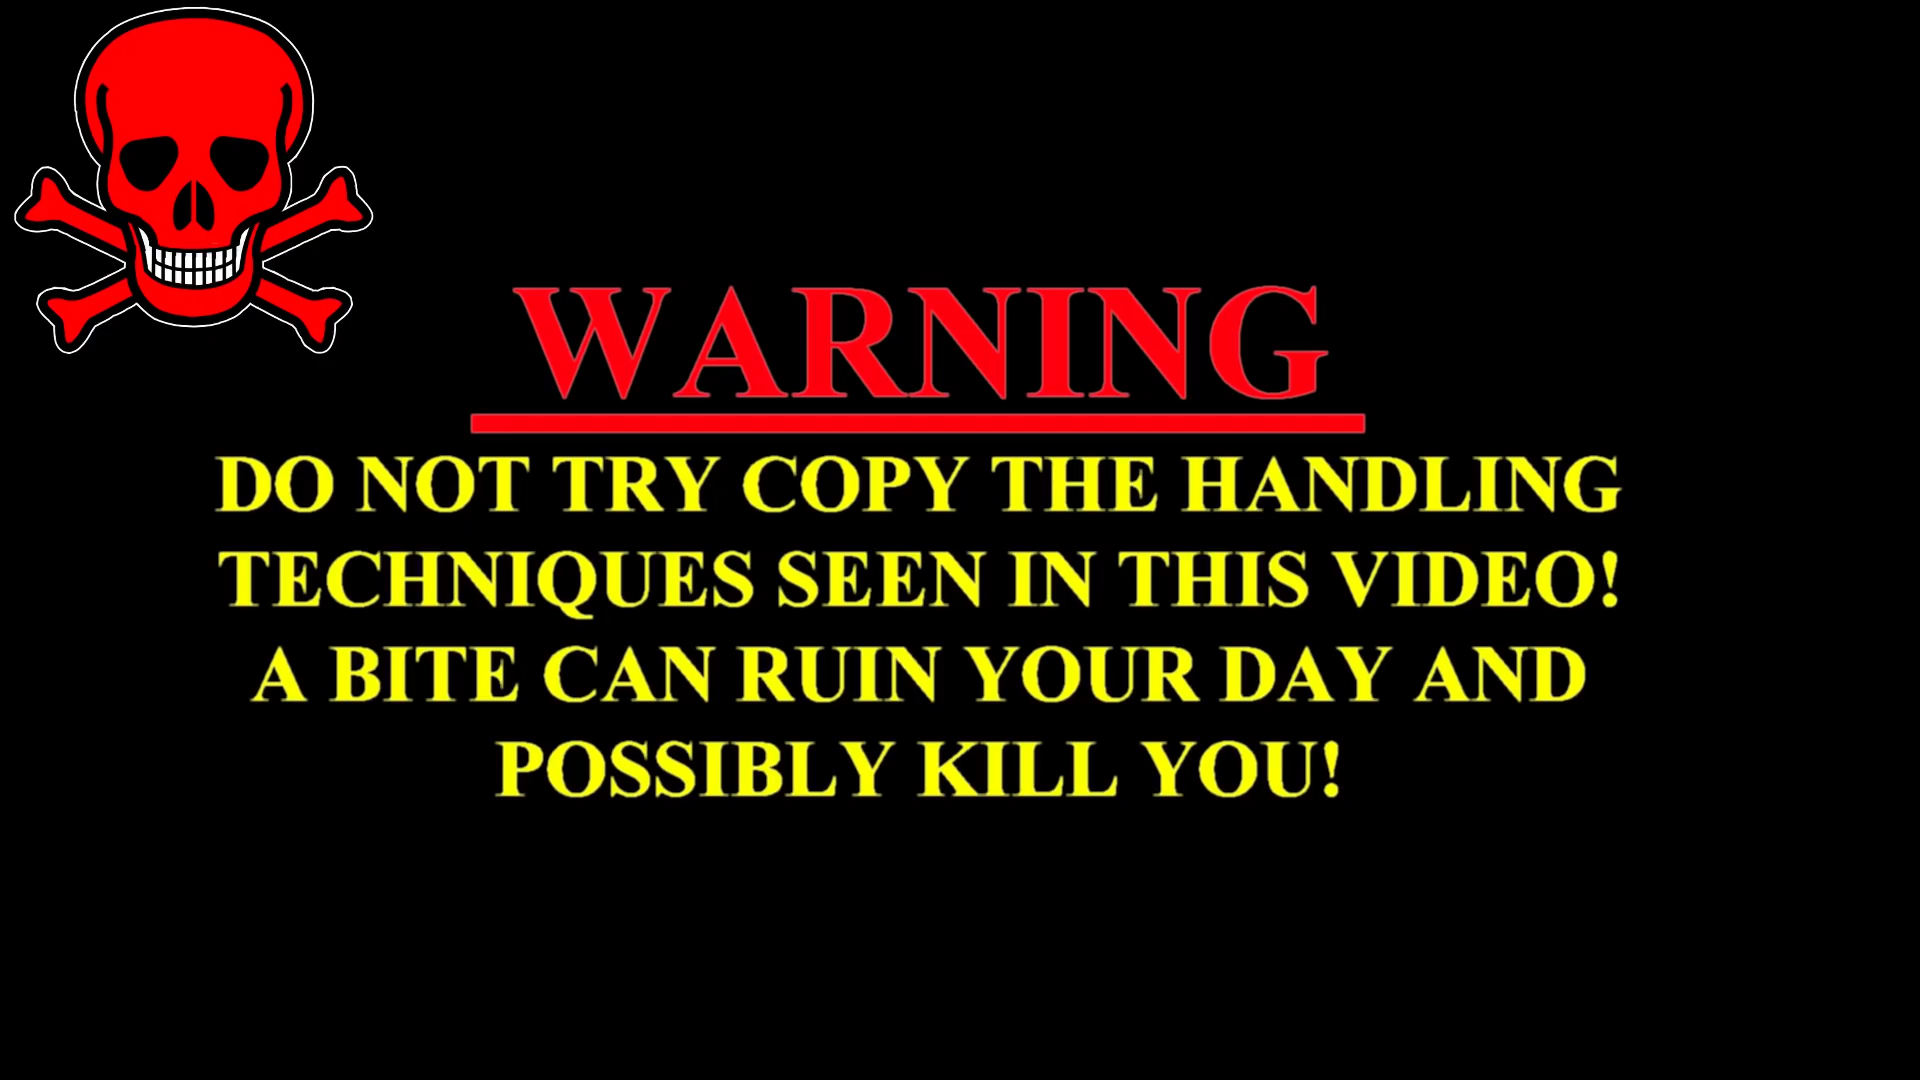 WARNING
DO NOT TRY COPY THE HANDLING
TECHNIQUES SEEN IN THIS VIDEO!
A BITE CAN RUIN YOUR DAY AND
POSSIBLY KILL YOU!